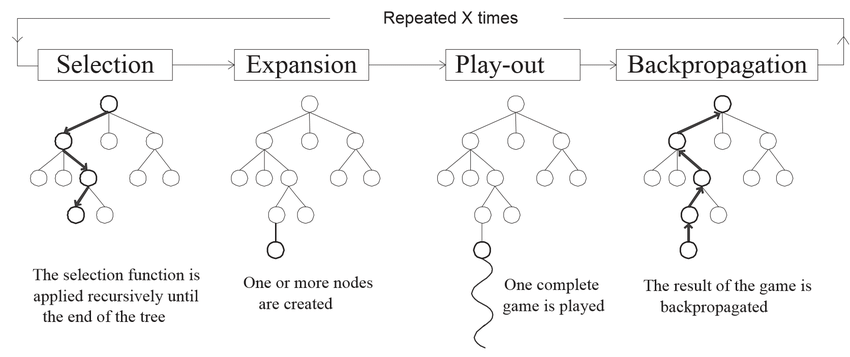 Repeated X times
Selection
Expansion
Play-out
Backpropagation
The selection function is
applied recursively until
the end of the tree
One or more nodes
are created
One complete
game is played
The result of the game is
backpropagated